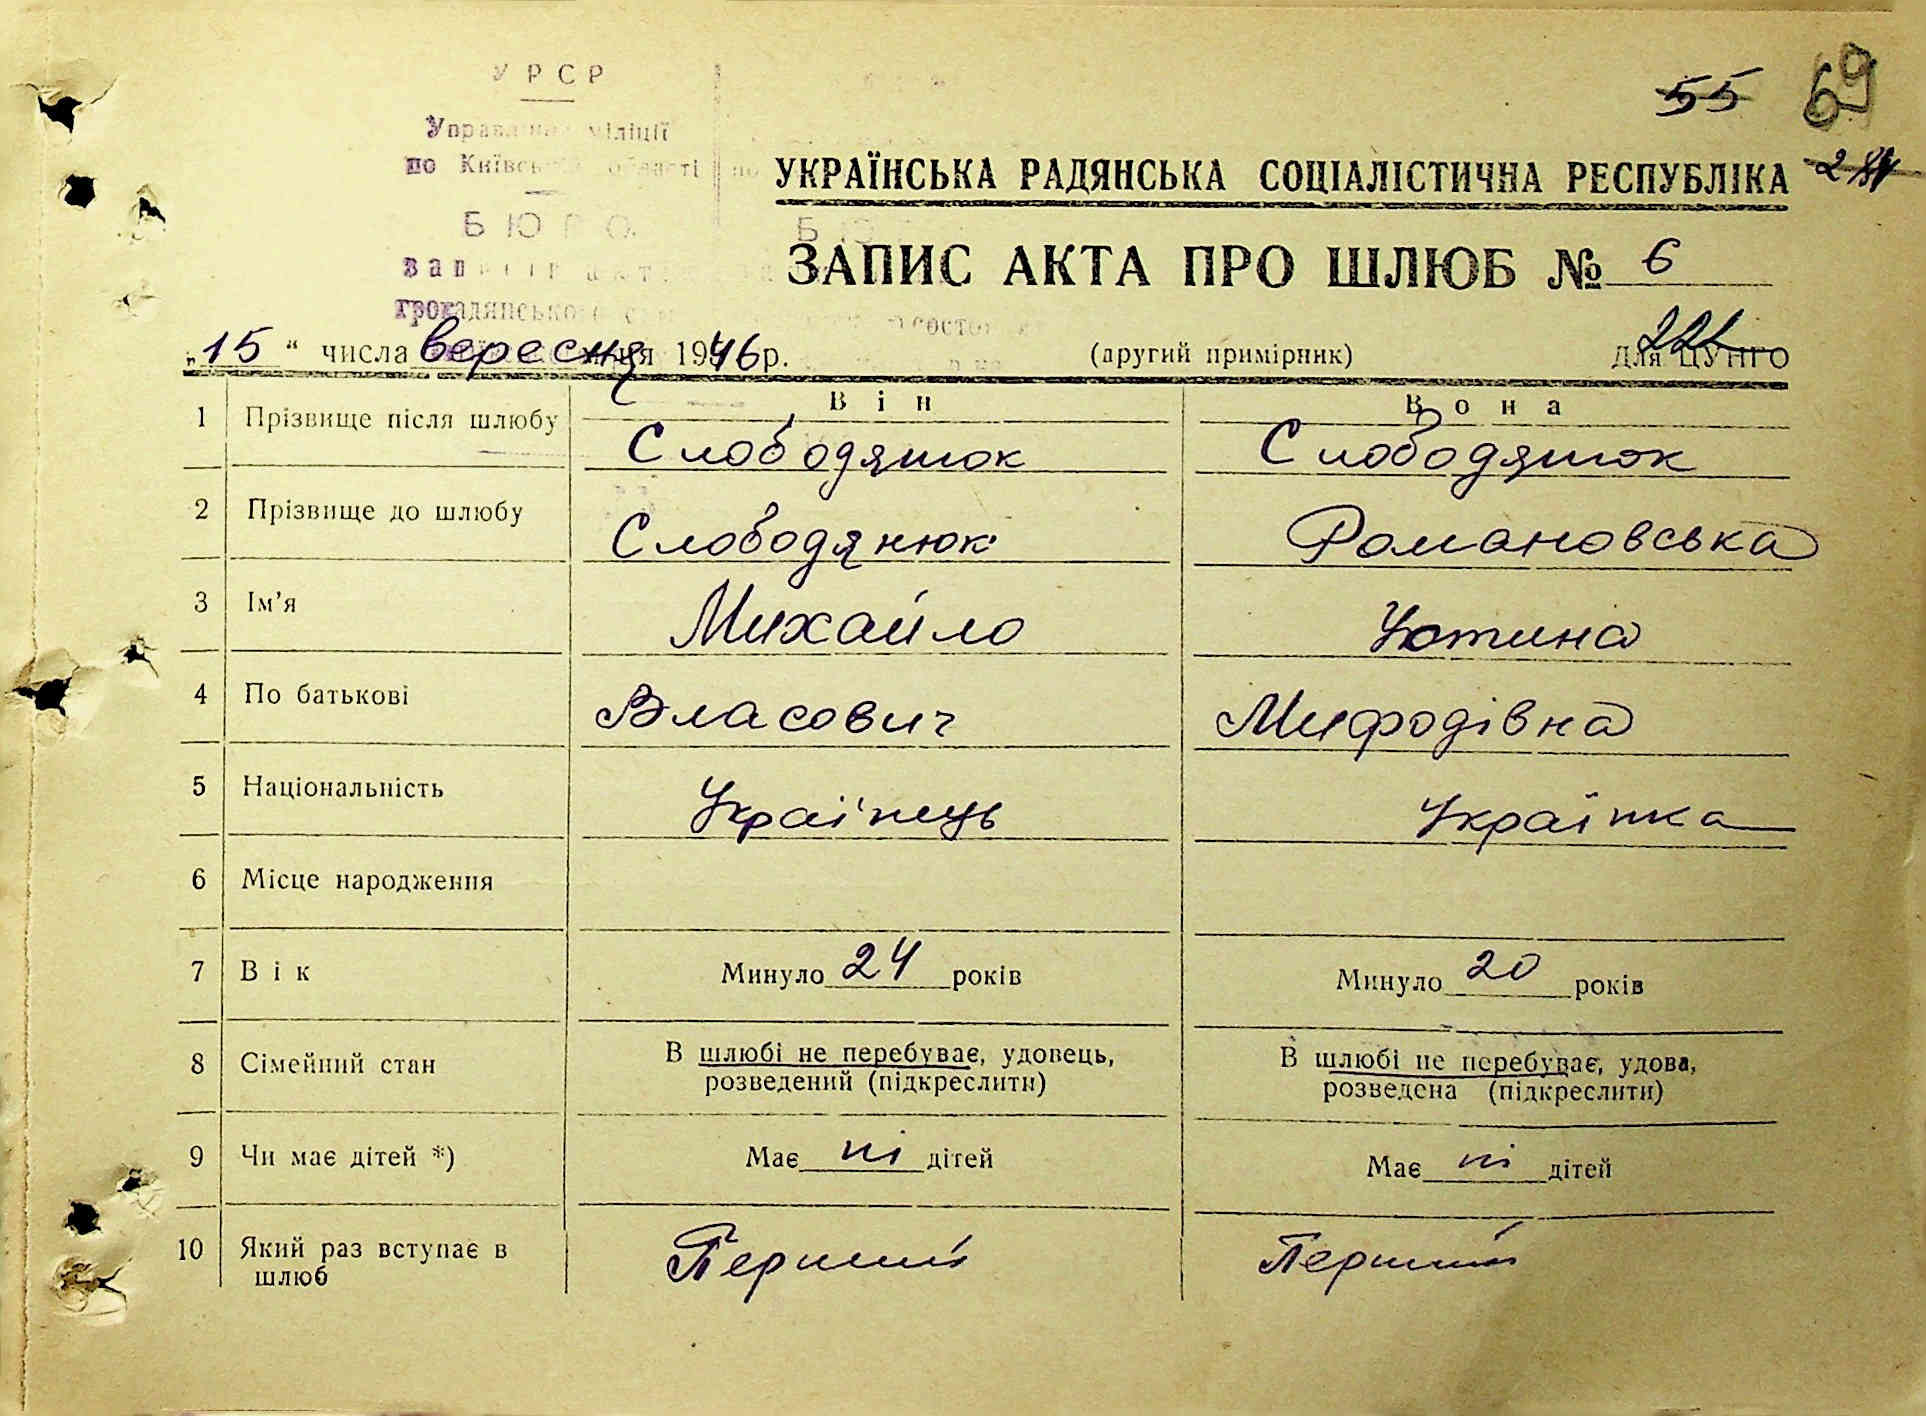 УРСР
Управління міліції
по Київській області
БЮРО
записів актів
громадянського
55 69
УКРАЇНСЬКА РАДЯНСЬКА СОЦІАЛІСТИЧНА РЕСПУБЛІКА
ЗАПИС АКТА ПРО ШЛЮБ № 6
„15“ числа вересня 1946 р. (другий примірник) Для ЦУНГО
Він Вона
1 Прізвище після шлюбу Слободянюк Слободянюк
2 Прізвище до шлюбу Слободянюк Романовська
3 Ім’я Михайло Устина
4 По батькові Власович Мифодівна
5 Національність Українець Українка
6 Місце народження
7 Вік Минуло 24 років Минуло 20 років
8 Сімейний стан В шлюбі не перебуває, удовець, В шлюбі не перебуває, удова,
розведений (підкреслити) розведена (підкреслити)
9 Чи має дітей *) Має ні дітей Має ні дітей
10 Який раз вступає в Перший Перший
шлюб